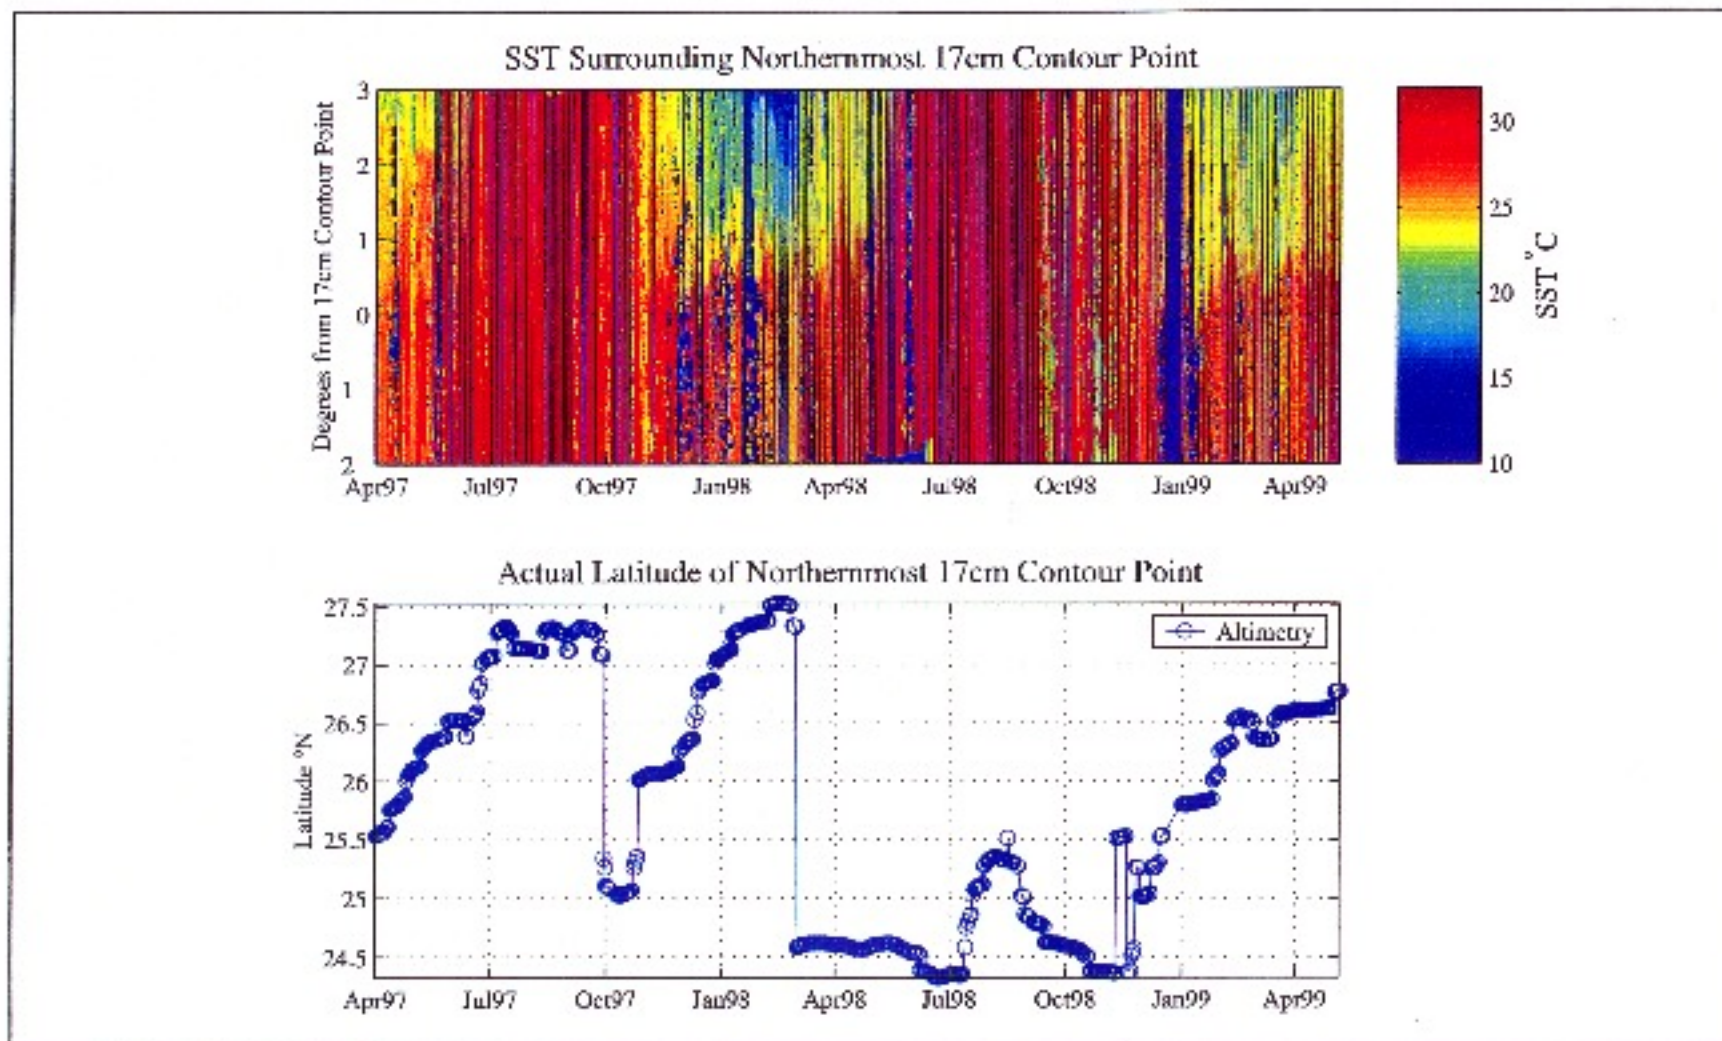 SST Surrounding Northernmost 17cm Contour Point
Degrees from 17cm Contour Point
3
2
1
0
1
2
Apr97 Jul97 Oct97 Jan98 Apr98 Jul98 Oct98 Jan99 Apr99
30
25
20
15
10
SST °C
Actual Latitude of Northernmost 17cm Contour Point
Latitude °N
27.5
27
26.5
26
25.5
25
24.5
Altimetry
Apr97 Jul97 Oct97 Jan98 Apr98 Jul98 Oct98 Jan99 Apr99